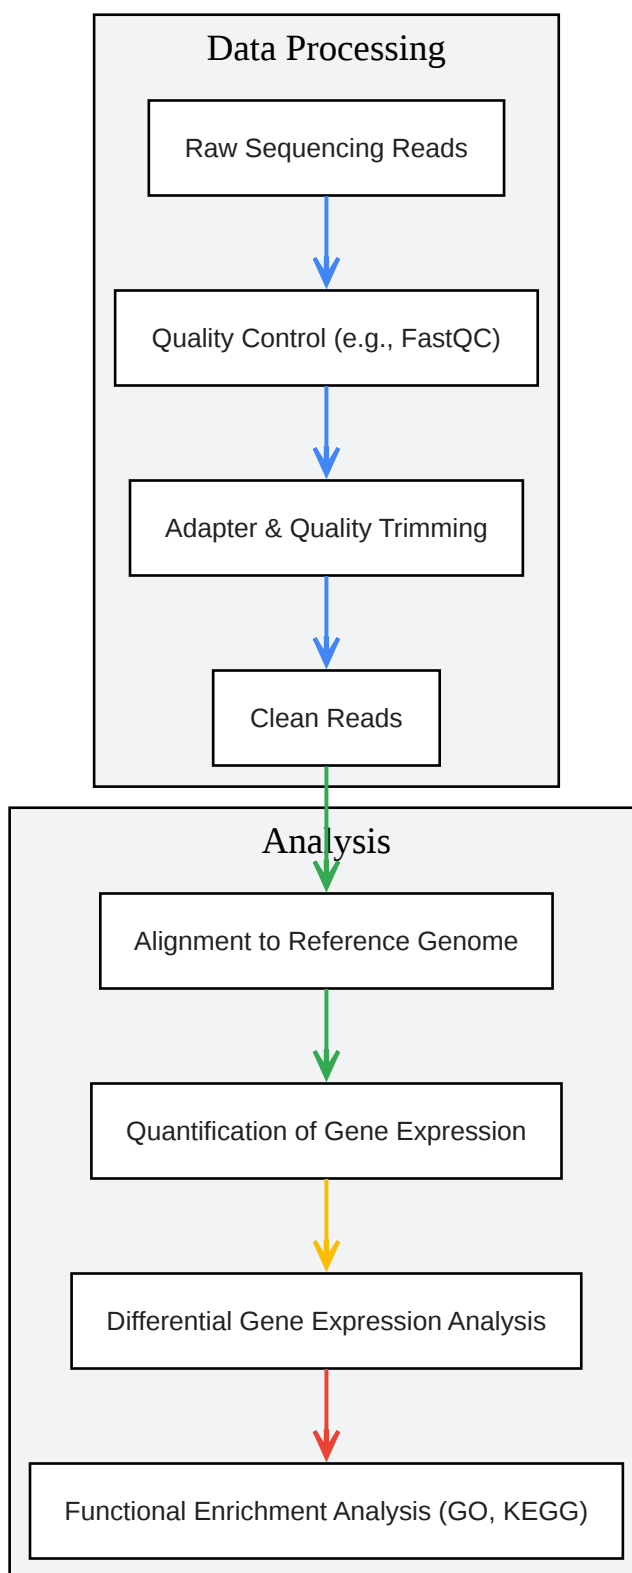 Data Processing
Raw Sequencing Reads
Quality Control (e.g., FastQC)
Adapter & Quality Trimming
Clean Reads
Analysis
Alignment to Reference Genome
Quantification of Gene Expression
Differential Gene Expression Analysis
Functional Enrichment Analysis (GO, KEGG)